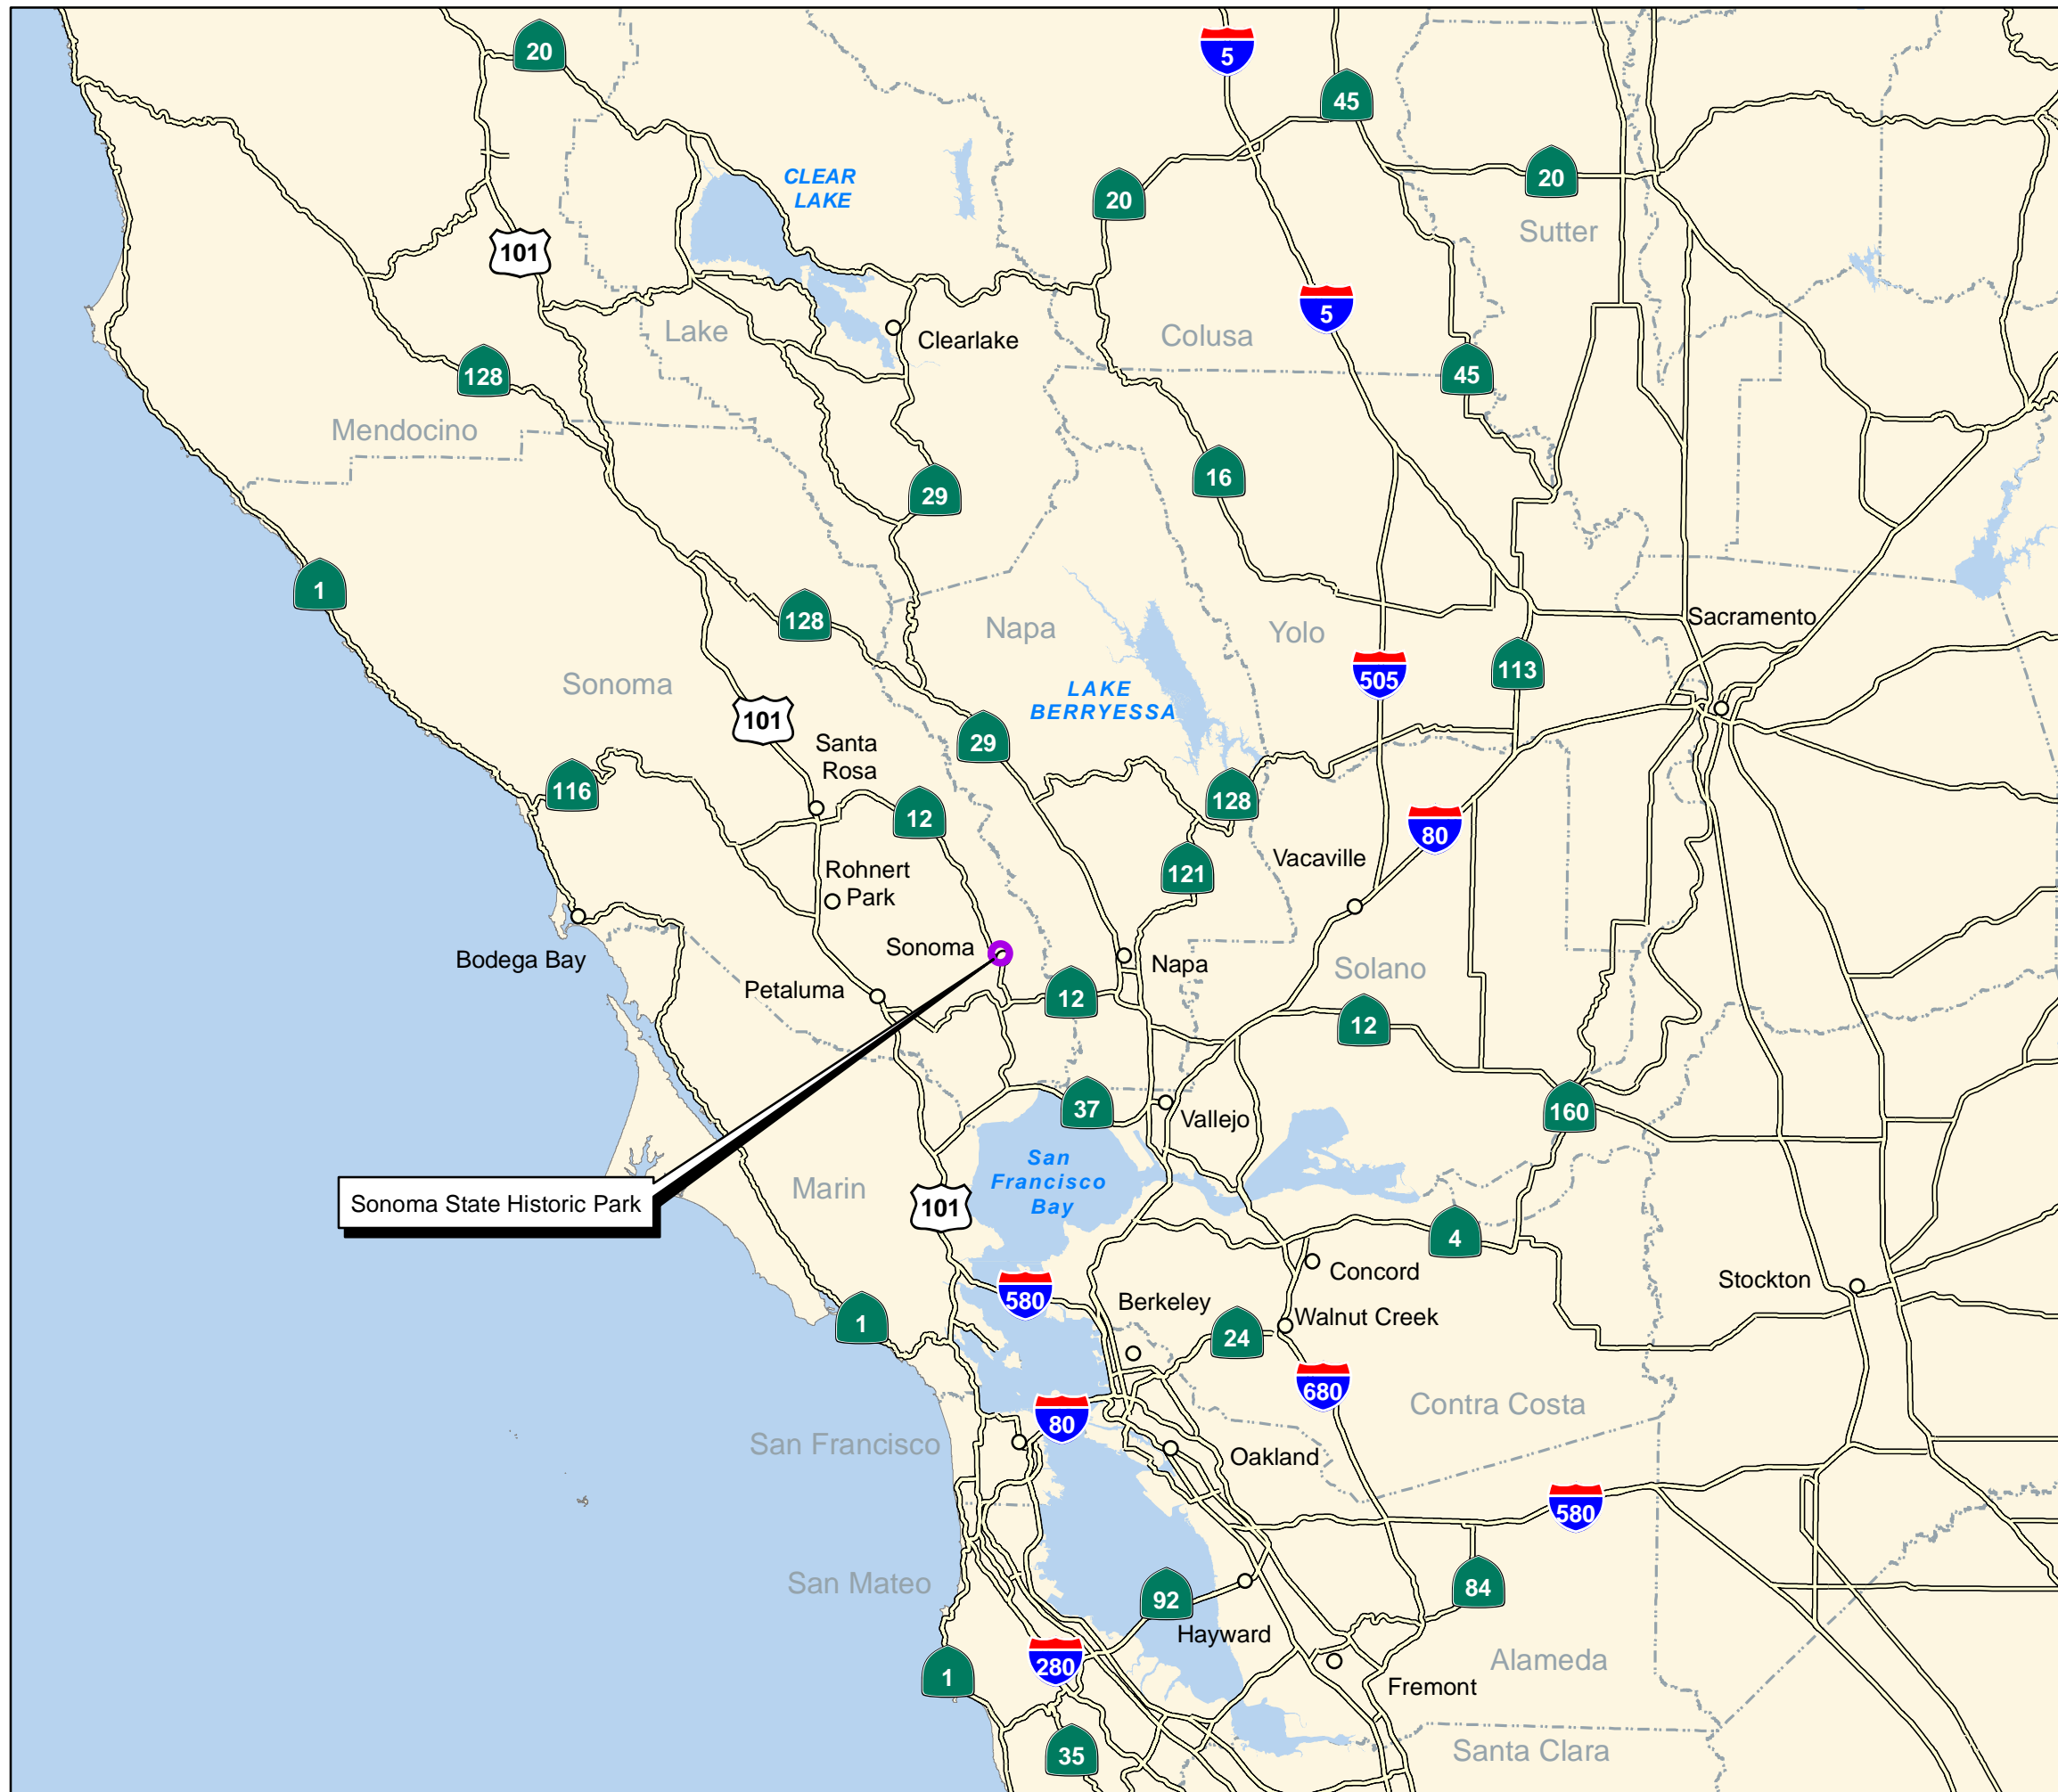 20
5
45
CLEAR
LAKE
20
20
Sutter
101
5
Lake
Clearlake
Colusa
128
45
Mendocino
16
29
1
128
Napa
Yolo
Sacramento
505
113
Sonoma
LAKE
BERRYESSA
101
29
Santa
Rosa
116
12
128
80
Vacaville
121
Rohnert
Park
Sonoma
Bodega Bay
Napa
Solano
Petaluma
12
12
37
Vallejo
160
San
Francisco
Bay
Marin
Sonoma State Historic Park
101
4
Concord
Stockton
580
Berkeley
1
24
Walnut Creek
680
Contra Costa
80
San Francisco
Oakland
580
San Mateo
92
84
Hayward
280
1
Alameda
Fremont
35
Santa Clara